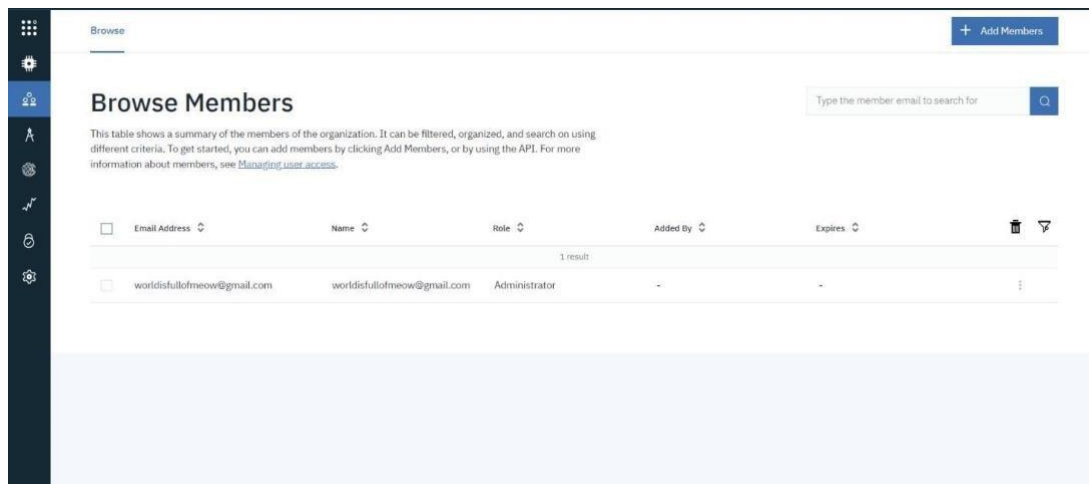 Browse
+ Add Members
Browse Members
Type the member email to search for
This table shows a summary of the members of the organization. It can be filtered, organized, and search on using
different criteria. To get started, you can add members by clicking Add Members, or by using the API. For more
information about members, see Managing user access.
Email Address Name Role Added By Expires
1 result
worldisfullofmeow@gmail.com worldisfullofmeow@gmail.com Administrator - -